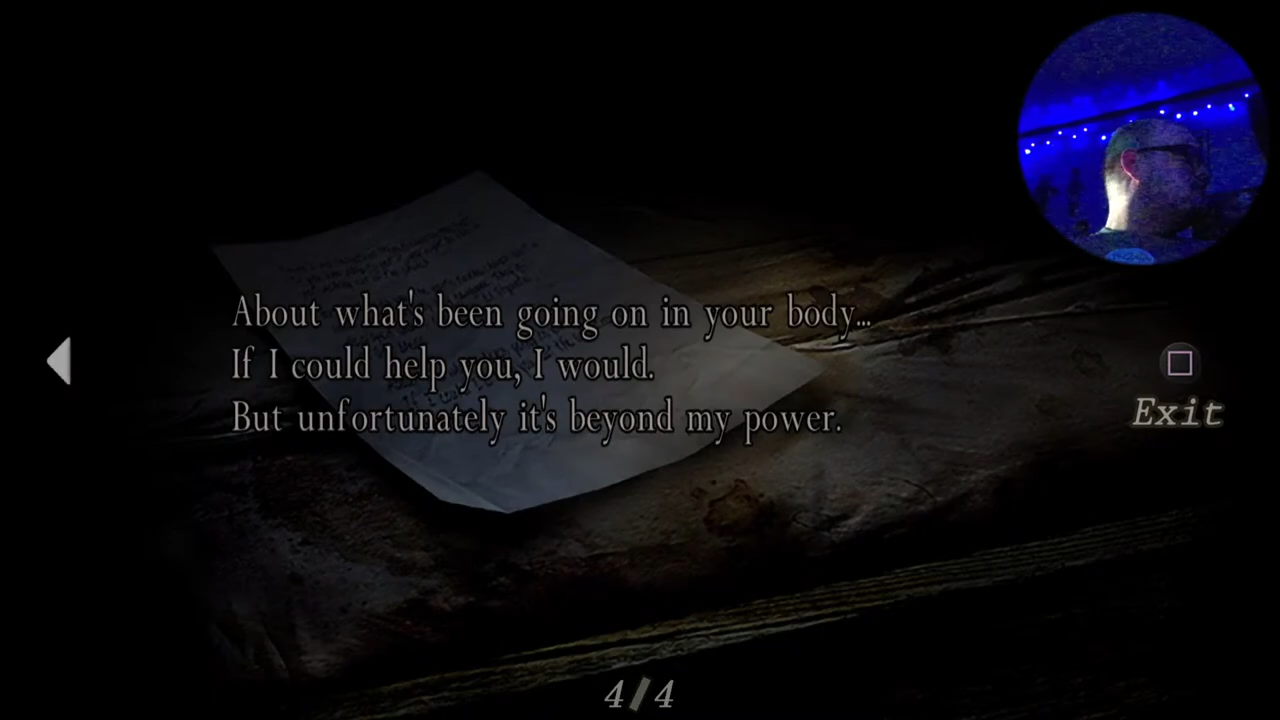 About what's been going on in your body...
If I could help you, I would.
But unfortunately it's beyond my power.
Exit
4/4